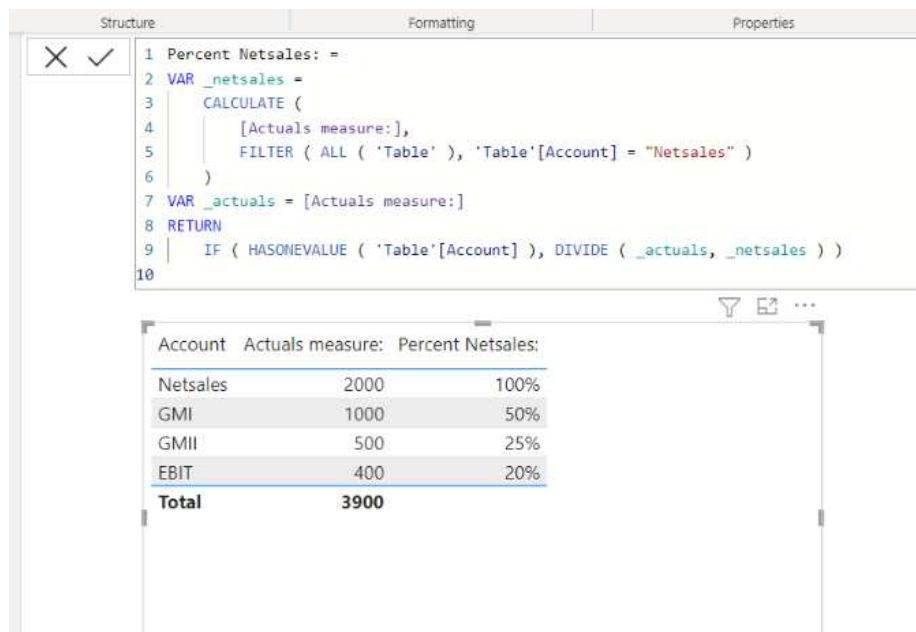 Structure Formatting Properties
1 Percent Netsales: =
2 VAR _netsales =
3 CALCULATE (
4 [Actuals measure:],
5 FILTER ( ALL ( 'Table' ), 'Table'[Account] = "Netsales" )
6 )
7 VAR _actuals = [Actuals measure:]
8 RETURN
9 IF ( HASONEVALUE ( 'Table'[Account] ), DIVIDE ( _actuals, _netsales ) )
10
Account Actuals measure: Percent Netsales:
Netsales 2000 100%
GMI 1000 50%
GMII 500 25%
EBIT 400 20%
Total 3900